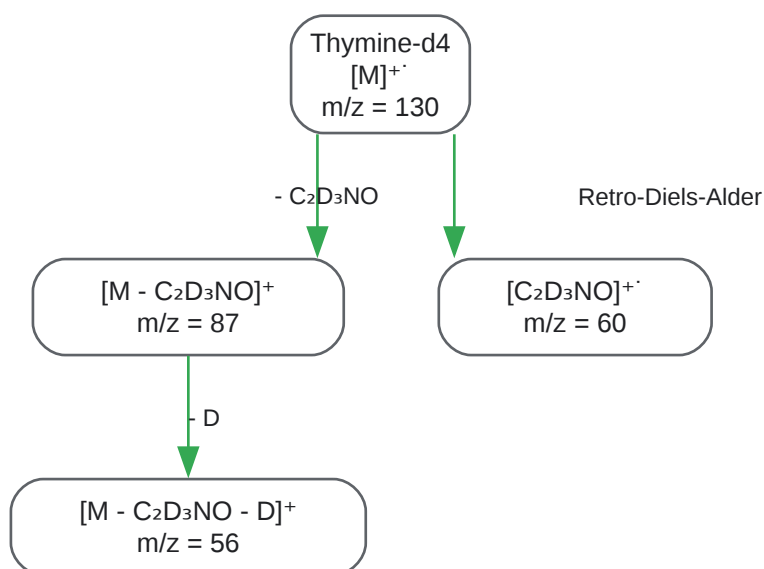 Thymine-d4
[M]⁺˙
m/z = 130
- C₂D₃NO
Retro-Diels-Alder
[M - C₂D₃NO]⁺
m/z = 87
[C₂D₃NO]⁺˙
m/z = 60
- D
[M - C₂D₃NO - D]⁺
m/z = 56